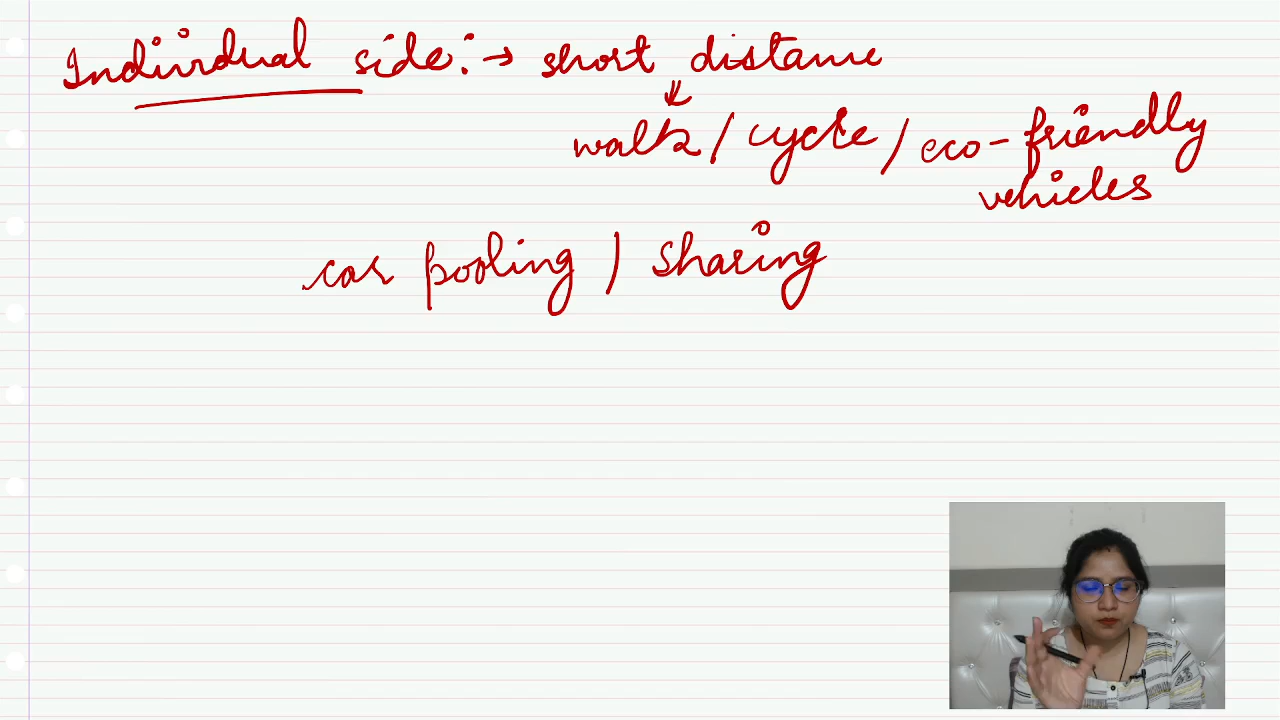 Individual side :→ short distance
walk / cycle / eco-friendly
vehicles
car pooling / sharing